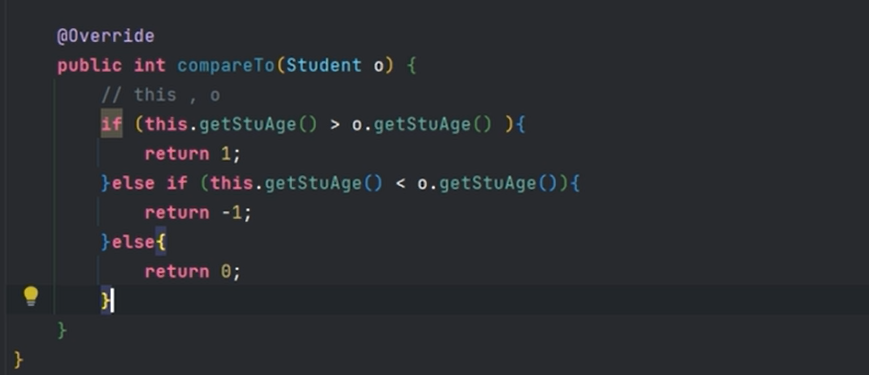 @Override
public int compareTo(Student o) {
// this , o
if (this.getStuAge() > o.getStuAge() ){
return 1;
}else if (this.getStuAge() < o.getStuAge()){
return -1;
}else{
return 0;
}
}
}